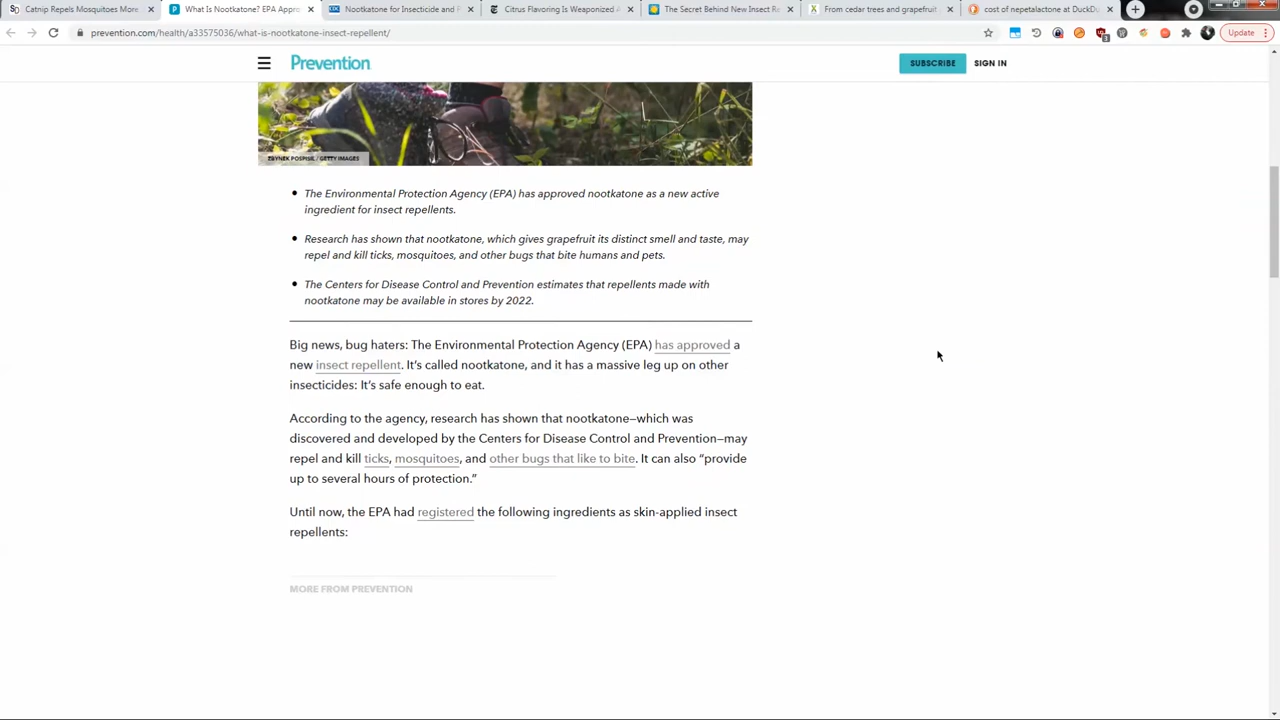 Catnip Repels Mosquitoes More
What Is Nootkatone? EPA Appro
Nootkatone for Insecticide and
Citrus Flavoring Is Weaponized
The Secret Behind New Insect Re
From cedar trees and grapefruit
cost of nepetalactone at DuckDu
prevention.com/health/a33575036/what-is-nootkatone-insect-repellent/
Update
Prevention
SUBSCRIBE
SIGN IN
ZBYNEK POSPISIL / GETTY IMAGES
• The Environmental Protection Agency (EPA) has approved nootkatone as a new active
ingredient for insect repellents.
• Research has shown that nootkatone, which gives grapefruit its distinct smell and taste, may
repel and kill ticks, mosquitoes, and other bugs that bite humans and pets.
• The Centers for Disease Control and Prevention estimates that repellents made with
nootkatone may be available in stores by 2022.
Big news, bug haters: The Environmental Protection Agency (EPA) has approved a
new insect repellent. It's called nootkatone, and it has a massive leg up on other
insecticides: It's safe enough to eat.
According to the agency, research has shown that nootkatone—which was
discovered and developed by the Centers for Disease Control and Prevention—may
repel and kill ticks, mosquitoes, and other bugs that like to bite. It can also “provide
up to several hours of protection.”
Until now, the EPA had registered the following ingredients as skin-applied insect
repellents:
MORE FROM PREVENTION